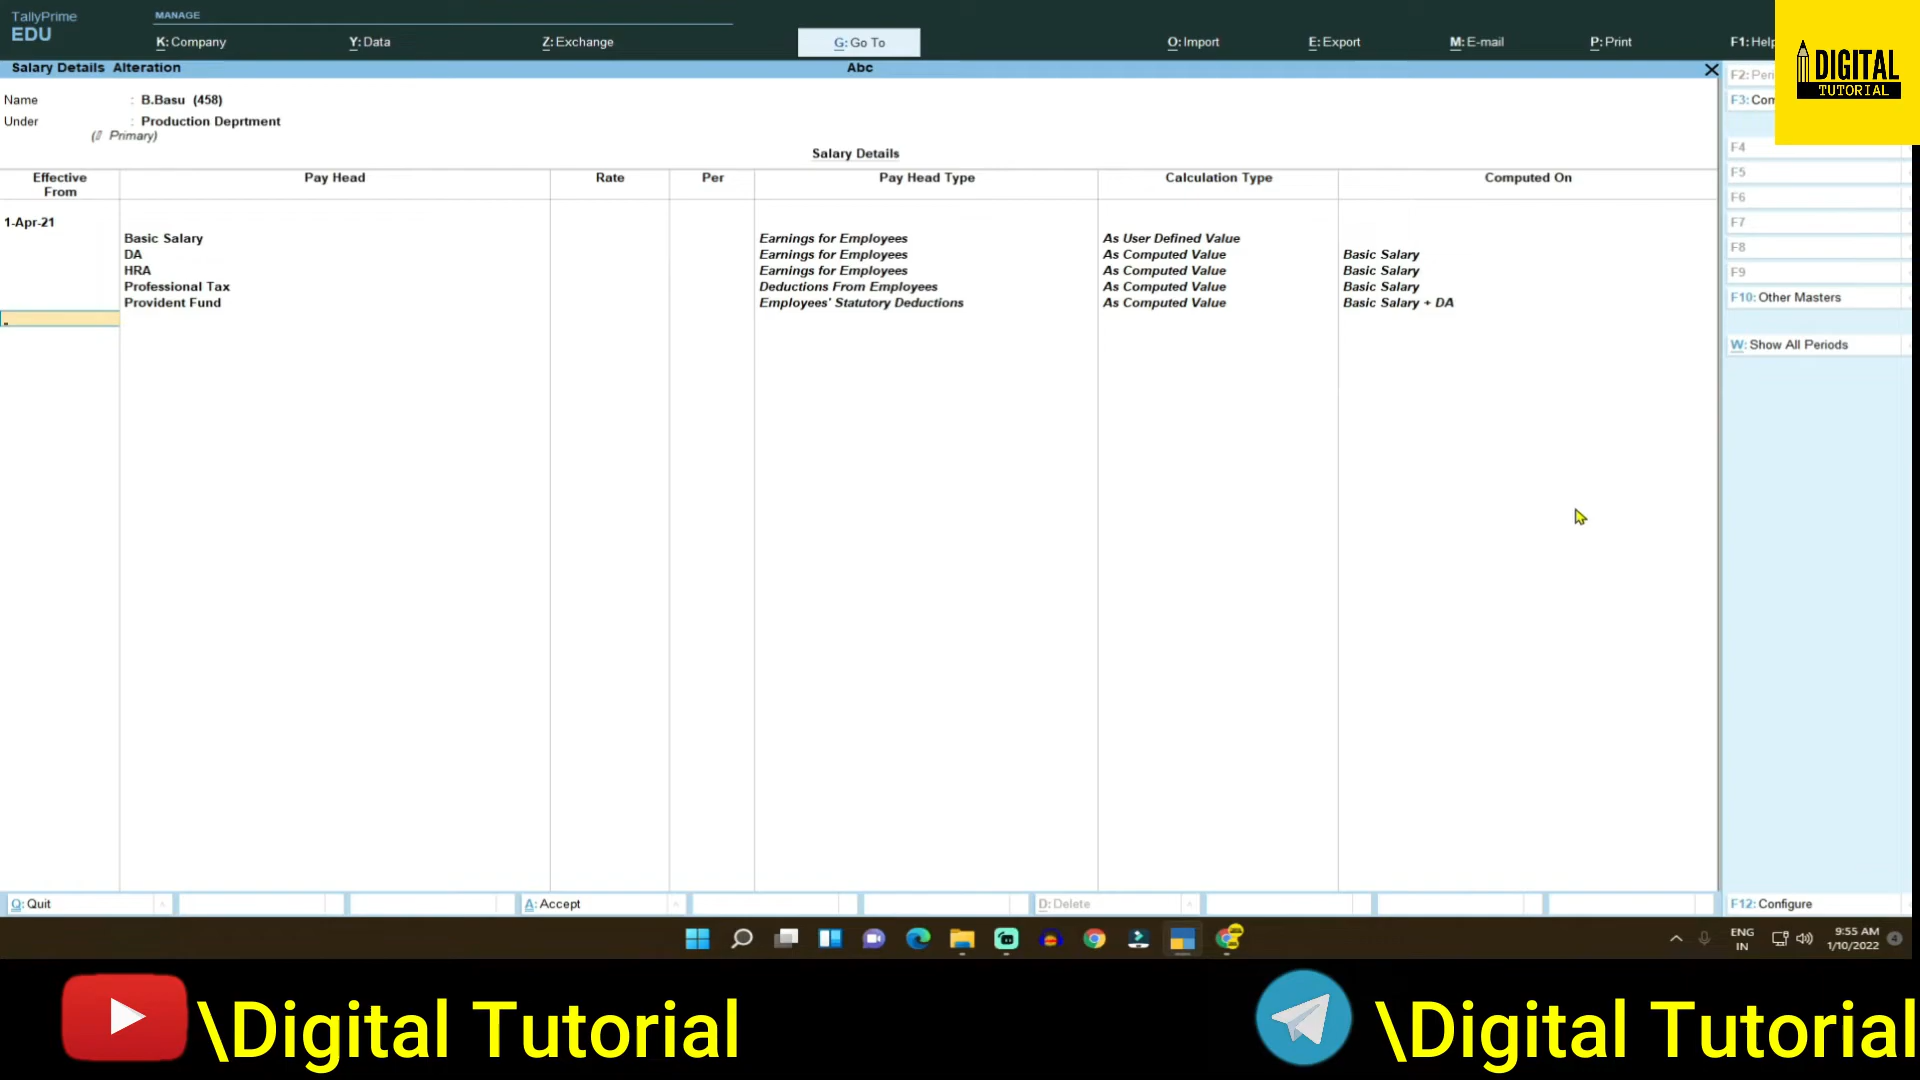 TallyPrime
EDU
MANAGE
K: Company
Y: Data
Z: Exchange
G: Go To
O: Import
E: Export
M: E-mail
P: Print
F1: Help
Salary Details Alteration
Abc
Name : B.Basu (458)
Under : Production Deprtment
Primary)
Salary Details
Effective From Pay Head Rate Per Pay Head Type Calculation Type Computed On
1-Apr-21
Basic Salary Earnings for Employees As User Defined Value
DA Earnings for Employees As Computed Value Basic Salary
HRA Earnings for Employees As Computed Value Basic Salary
Professional Tax Deductions From Employees As Computed Value Basic Salary
Provident Fund Employees' Statutory Deductions As Computed Value Basic Salary + DA
F2: Peri
F3: Com
F4
F5
F6
F7
F8
F9
F10: Other Masters
W: Show All Periods
F12: Configure
Q: Quit
A: Accept
D: Delete
ENG
IN
9:55 AM
1/10/2022
4
DIGITAL
TUTORIAL
\Digital Tutorial
\Digital Tutorial